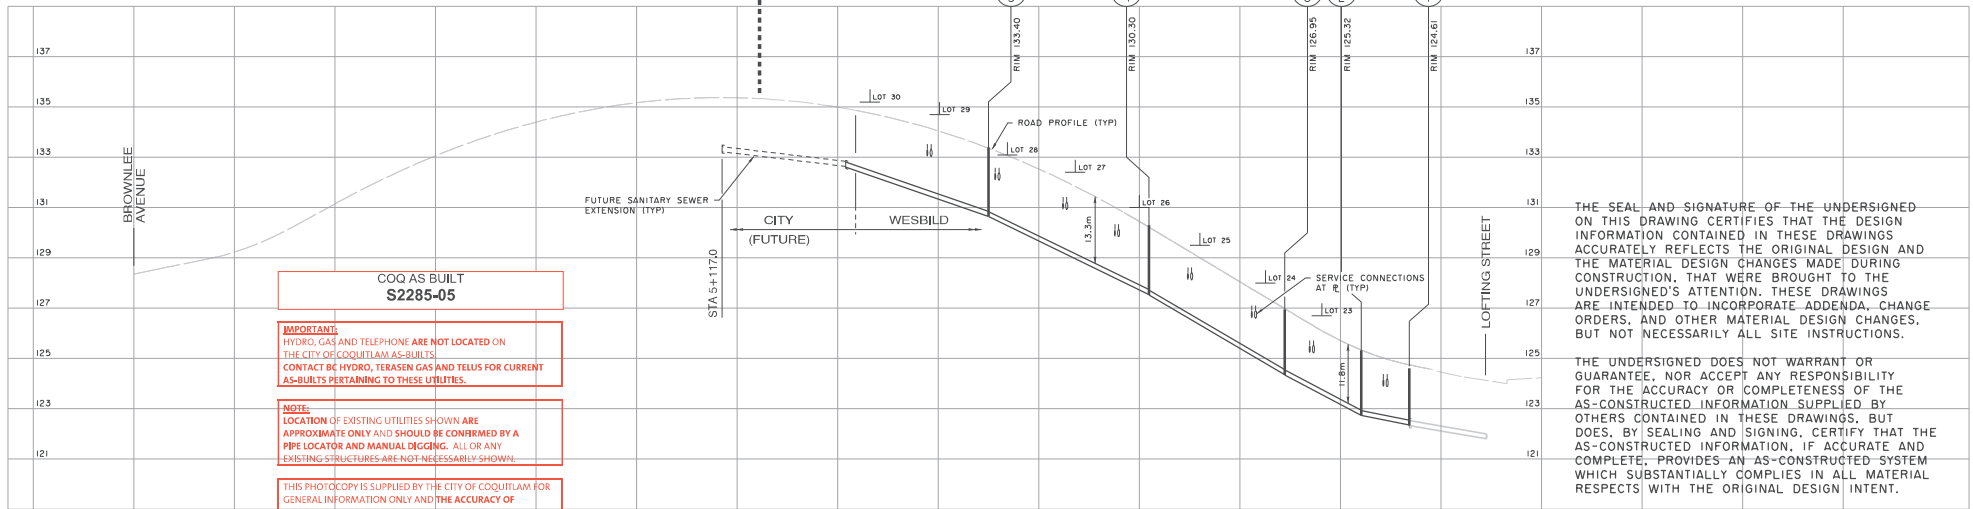 RIM 133.40
RIM 130.30
RIM 126.95
RIM 125.32
RIM 124.61
137
137
135
135
133
133
131
131
129
129
127
127
125
125
123
123
121
121
BROWNLEE
AVENUE
LOT 30
LOT 29
ROAD PROFILE (TYP)
LOT 28
LOT 27
LOT 26
LOT 25
LOT 24
LOT 23
FUTURE SANITARY SEWER
EXTENSION (TYP)
CITY
(FUTURE)
WESBILD
STA 5+117.0
13.3m
11.8m
SERVICE CONNECTIONS
AT ℄ (TYP)
LOFTING STREET
COQ AS BUILT
S2285-05
IMPORTANT:
HYDRO, GAS AND TELEPHONE ARE NOT LOCATED ON
THE CITY OF COQUITLAM AS-BUILTS.
CONTACT BC HYDRO, TERASEN GAS AND TELUS FOR CURRENT
AS-BUILTS PERTAINING TO THESE UTILITIES.
NOTE:
LOCATION OF EXISTING UTILITIES SHOWN ARE
APPROXIMATE ONLY AND SHOULD BE CONFIRMED BY A
PIPE LOCATOR AND MANUAL DIGGING. ALL OR ANY
EXISTING STRUCTURES ARE NOT NECESSARILY SHOWN.
THIS PHOTOCOPY IS SUPPLIED BY THE CITY OF COQUITLAM FOR
GENERAL INFORMATION ONLY AND THE ACCURACY OF
THE SEAL AND SIGNATURE OF THE UNDERSIGNED
ON THIS DRAWING CERTIFIES THAT THE DESIGN
INFORMATION CONTAINED IN THESE DRAWINGS
ACCURATELY REFLECTS THE ORIGINAL DESIGN AND
THE MATERIAL DESIGN CHANGES MADE DURING
CONSTRUCTION, THAT WERE BROUGHT TO THE
UNDERSIGNED'S ATTENTION. THESE DRAWINGS
ARE INTENDED TO INCORPORATE ADDENDA, CHANGE
ORDERS, AND OTHER MATERIAL DESIGN CHANGES,
BUT NOT NECESSARILY ALL SITE INSTRUCTIONS.
THE UNDERSIGNED DOES NOT WARRANT OR
GUARANTEE, NOR ACCEPT ANY RESPONSIBILITY
FOR THE ACCURACY OR COMPLETENESS OF THE
AS-CONSTRUCTED INFORMATION SUPPLIED BY
OTHERS CONTAINED IN THESE DRAWINGS, BUT
DOES, BY SEALING AND SIGNING, CERTIFY THAT THE
AS-CONSTRUCTED INFORMATION, IF ACCURATE AND
COMPLETE, PROVIDES AN AS-CONSTRUCTED SYSTEM
WHICH SUBSTANTIALLY COMPLIES IN ALL MATERIAL
RESPECTS WITH THE ORIGINAL DESIGN INTENT.